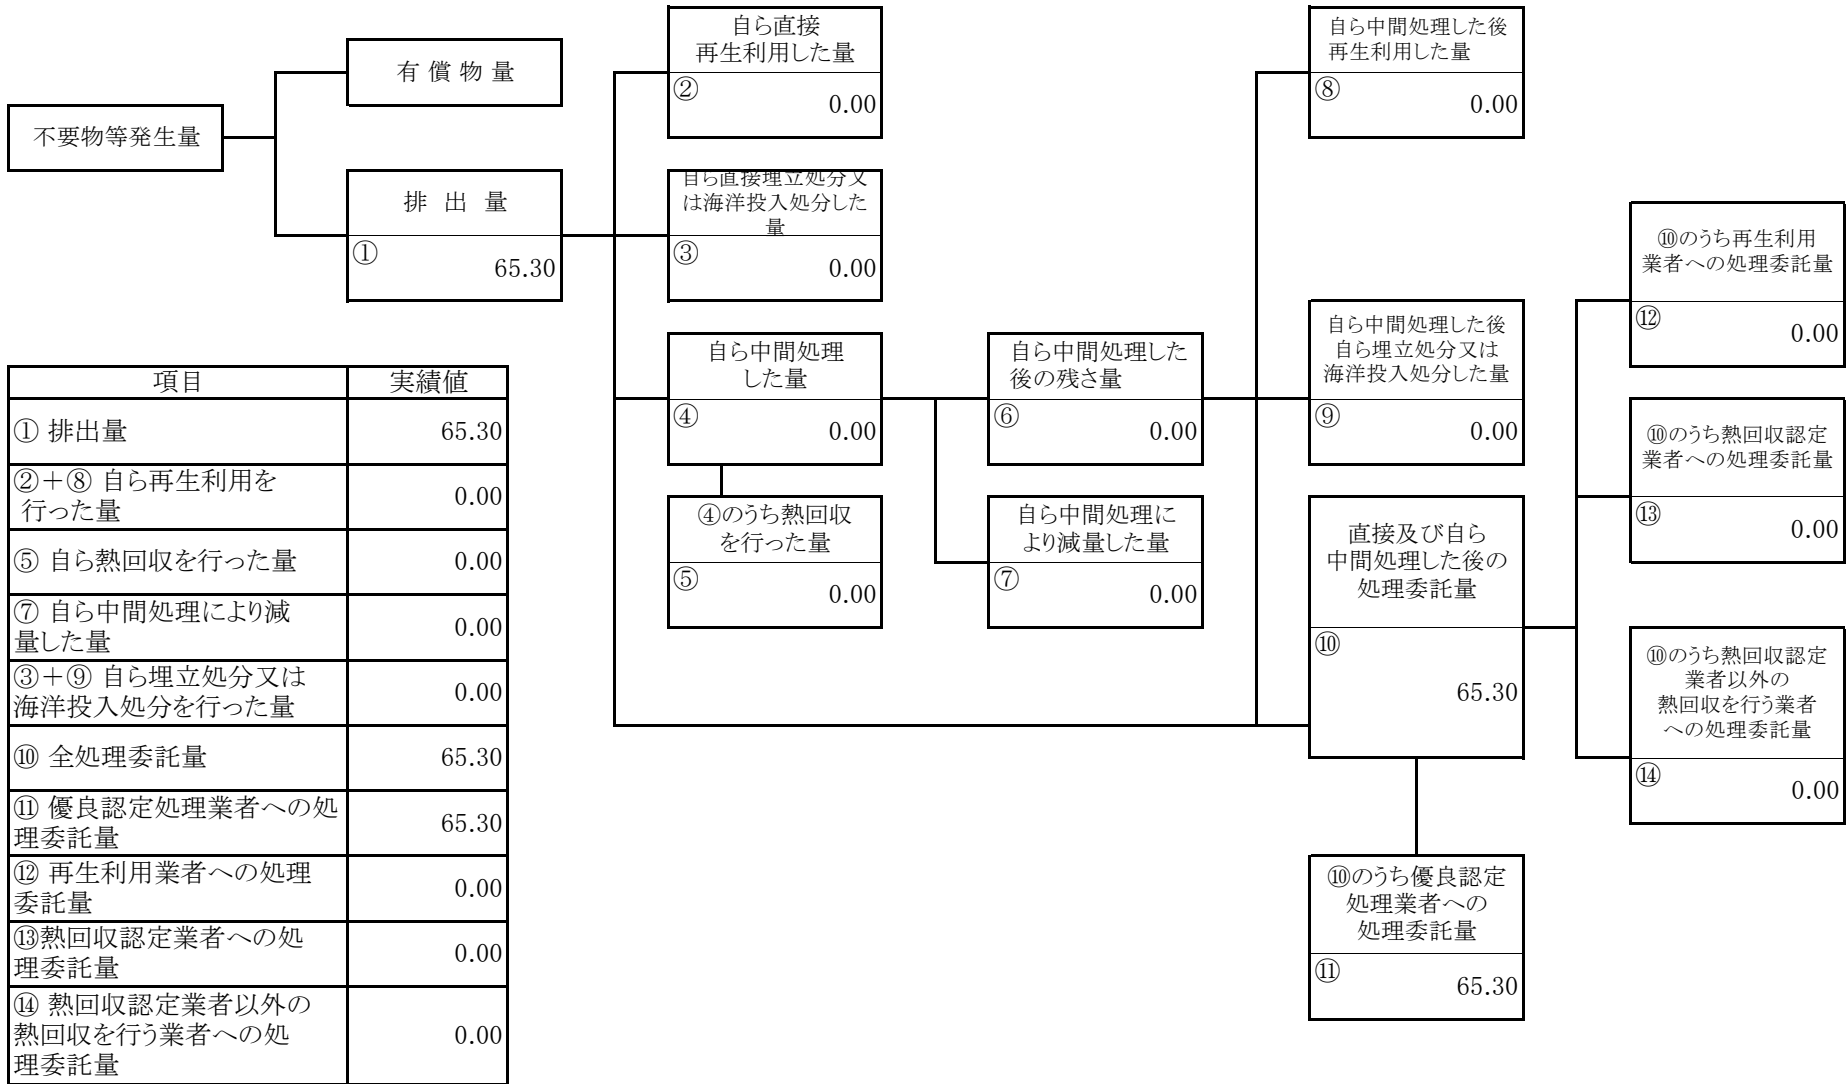 不要物等発生量
有 償 物 量
排 出 量
①
65.30
自ら直接
再生利用した量
②
0.00
自ら直接埋立処分又
は海洋投入処分した
量
③
0.00
自ら中間処理
した量
④
0.00
④のうち熱回収
を行った量
⑤
0.00
自ら中間処理した
後の残さ量
⑥
0.00
自ら中間処理に
より減量した量
⑦
0.00
自ら中間処理した後
再生利用した量
⑧
0.00
自ら中間処理した後
自ら埋立処分又は
海洋投入処分した量
⑨
0.00
直接及び自ら
中間処理した後の
処理委託量
⑩
65.30
⑩のうち優良認定
処理業者への
処理委託量
⑪
65.30
⑩のうち再生利用
業者への処理委託量
⑫
0.00
⑩のうち熱回収認定
業者への処理委託量
⑬
0.00
⑩のうち熱回収認定
業者以外の
熱回収を行う業者
への処理委託量
⑭
0.00
項目 実績値
① 排出量 65.30
②＋⑧ 自ら再生利用を
行った量 0.00
⑤ 自ら熱回収を行った量 0.00
⑦ 自ら中間処理により減
量した量 0.00
③＋⑨ 自ら埋立処分又は
海洋投入処分を行った量 0.00
⑩ 全処理委託量 65.30
⑪ 優良認定処理業者への処
理委託量 65.30
⑫ 再生利用業者への処理
委託量 0.00
⑬熱回収認定業者への処
理委託量 0.00
⑭ 熱回収認定業者以外の
熱回収を行う業者への処
理委託量 0.00